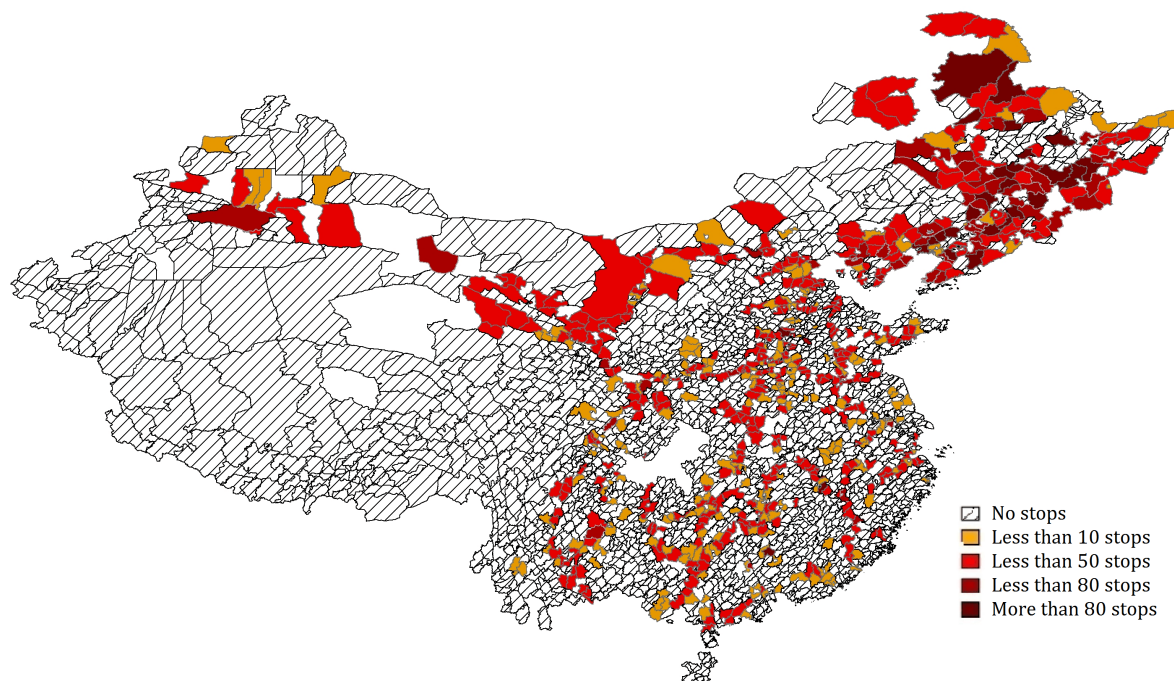 No stops
Less than 10 stops
Less than 50 stops
Less than 80 stops
More than 80 stops